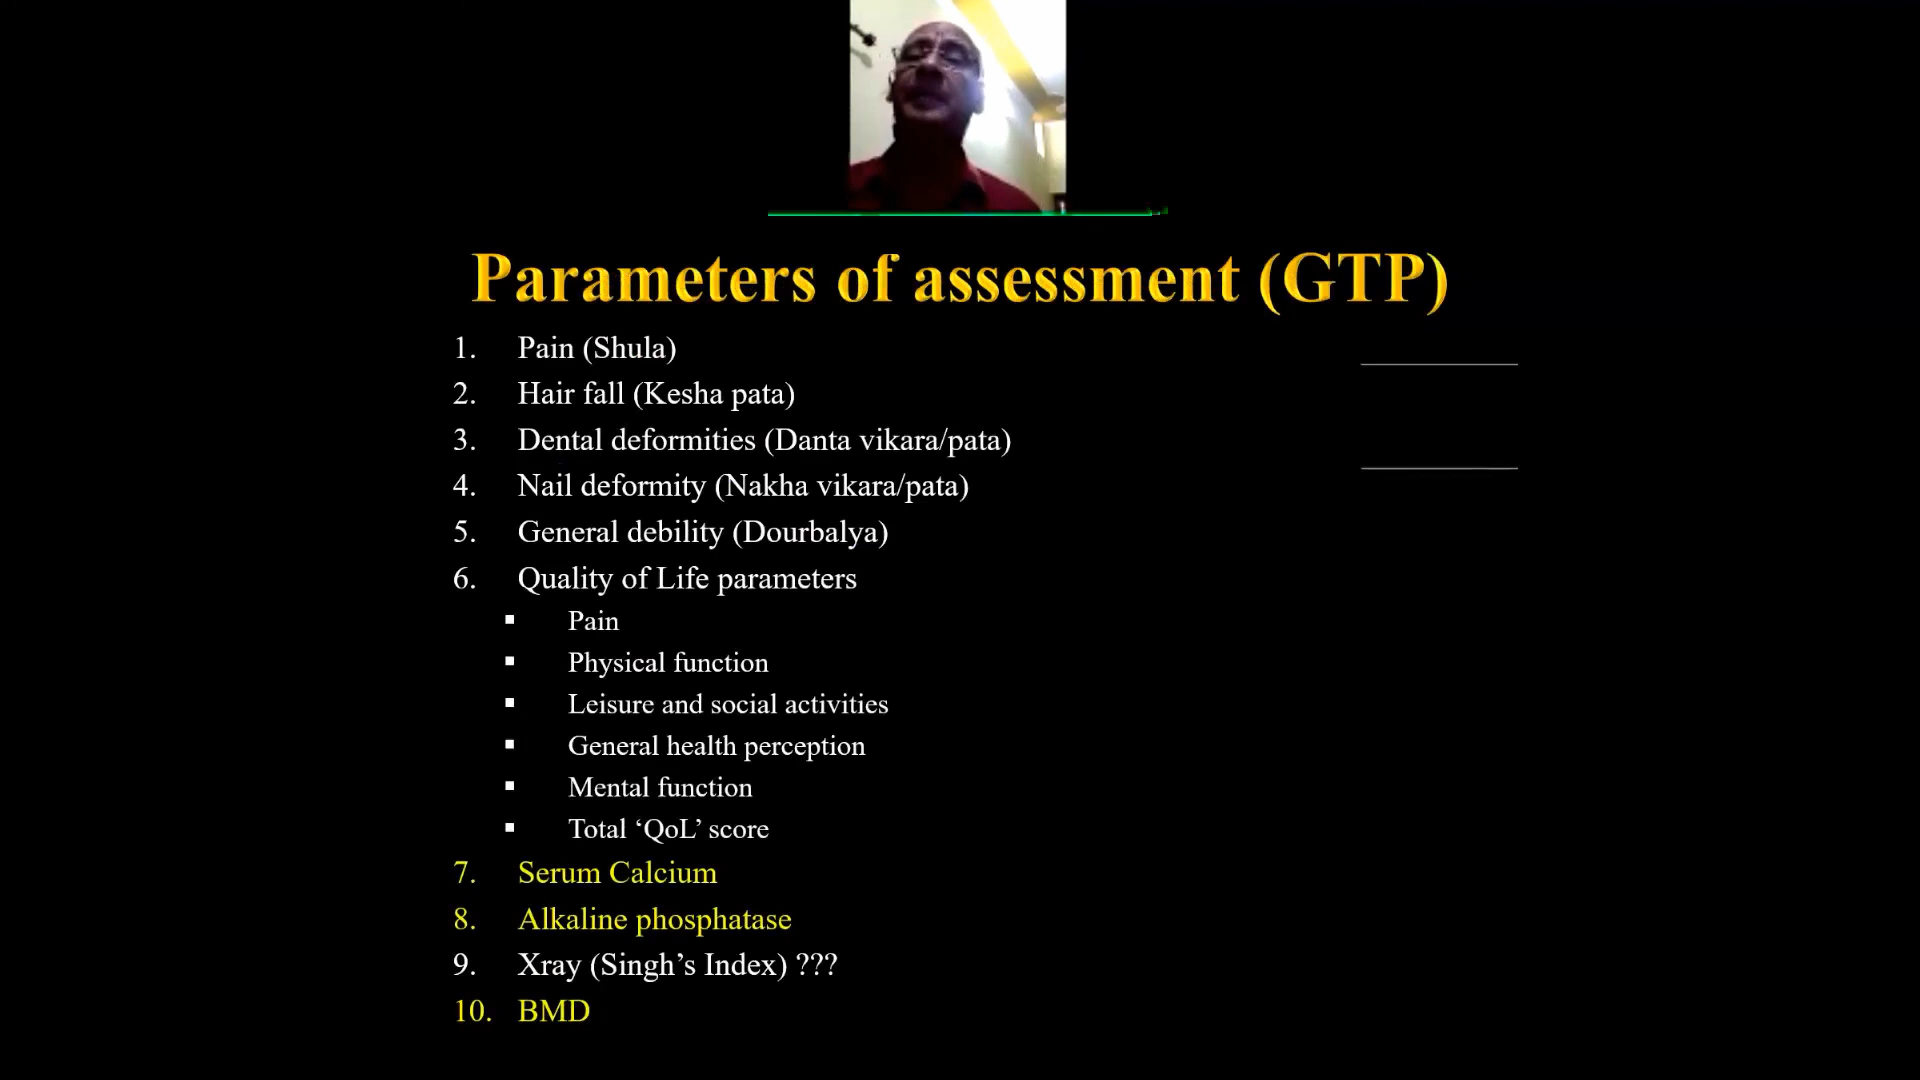 Parameters of assessment (GTP)
1. Pain (Shula)
2. Hair fall (Kesha pata)
3. Dental deformities (Danta vikara/pata)
4. Nail deformity (Nakha vikara/pata)
5. General debility (Dourbalya)
6. Quality of Life parameters
▪ Pain
▪ Physical function
▪ Leisure and social activities
▪ General health perception
▪ Mental function
▪ Total ‘QoL’ score
7. Serum Calcium
8. Alkaline phosphatase
9. Xray (Singh’s Index) ???
10. BMD